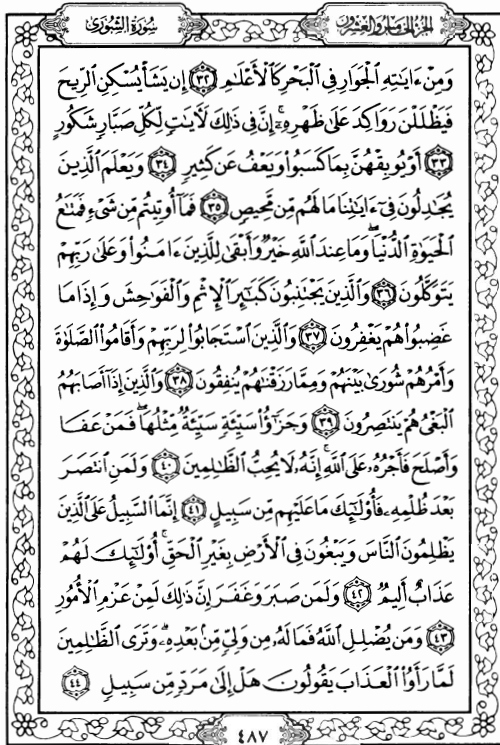 الجزء الخامس والعشرون
سورة الشورى
وَمِنْ ءَايَٰتِهِ ٱلْجَوَارِ فِى ٱلْبَحْرِ كَٱلْأَعْلَٰمِ ٣٢ إِن يَشَأْ يُسْكِنِ ٱلرِّيحَ
فَيَظْلَلْنَ رَوَاكِدَ عَلَىٰ ظَهْرِهِۦٓ ۚ إِنَّ فِى ذَٰلِكَ لَءَايَٰتٍ لِّكُلِّ صَبَّارٍ شَكُورٍ
٣٣ أَوْ يُوبِقْهُنَّ بِمَا كَسَبُوا۟ وَيَعْفُ عَن كَثِيرٍ ٣٤ وَيَعْلَمَ ٱلَّذِينَ
يُجَٰدِلُونَ فِىٓ ءَايَٰتِنَا مَا لَهُم مِّن مَّحِيصٍ ٣٥ فَمَآ أُوتِيتُم مِّن شَىْءٍ فَمَتَٰعُ
ٱلْحَيَوٰةِ ٱلدُّنْيَا ۖ وَمَا عِندَ ٱللَّهِ خَيْرٌ وَأَبْقَىٰ لِلَّذِينَ ءَامَنُوا۟ وَعَلَىٰ رَبِّهِمْ
يَتَوَكَّلُونَ ٣٦ وَٱلَّذِينَ يَجْتَنِبُونَ كَبَٰٓئِرَ ٱلْإِثْمِ وَٱلْفَوَٰحِشَ وَإِذَا مَا
غَضِبُوا۟ هُمْ يَغْفِرُونَ ٣٧ وَٱلَّذِينَ ٱسْتَجَابُوا۟ لِرَبِّهِمْ وَأَقَامُوا۟ ٱلصَّلَوٰةَ
وَأَمْرُهُمْ شُورَىٰ بَيْنَهُمْ وَمِمَّا رَزَقْنَٰهُمْ يُنفِقُونَ ٣٨ وَٱلَّذِينَ إِذَآ أَصَابَهُمُ
ٱلْبَغْىُ هُمْ يَنتَصِرُونَ ٣٩ وَجَزَٰٓؤُا۟ سَيِّئَةٍ سَيِّئَةٌ مِّثْلُهَا ۖ فَمَنْ عَفَا
وَأَصْلَحَ فَأَجْرُهُۥ عَلَى ٱللَّهِ ۚ إِنَّهُۥ لَا يُحِبُّ ٱلظَّٰلِمِينَ ٤٠ وَلَمَنِ ٱنتَصَرَ
بَعْدَ ظُلْمِهِۦ فَأُو۟لَٰٓئِكَ مَا عَلَيْهِم مِّن سَبِيلٍ ٤١ إِنَّمَا ٱلسَّبِيلُ عَلَى ٱلَّذِينَ
يَظْلِمُونَ ٱلنَّاسَ وَيَبْغُونَ فِى ٱلْأَرْضِ بِغَيْرِ ٱلْحَقِّ ۚ أُو۟لَٰٓئِكَ لَهُمْ
عَذَابٌ أَلِيمٌ ٤٢ وَلَمَن صَبَرَ وَغَفَرَ إِنَّ ذَٰلِكَ لَمِنْ عَزْمِ ٱلْأُمُورِ
٤٣ وَمَن يُضْلِلِ ٱللَّهُ فَمَا لَهُۥ مِن وَلِىٍّ مِّنۢ بَعْدِهِۦ ۗ وَتَرَى ٱلظَّٰلِمِينَ
لَمَّا رَأَوُا۟ ٱلْعَذَابَ يَقُولُونَ هَلْ إِلَىٰ مَرَدٍّ مِّن سَبِيلٍ ٤٤
٤٨٧